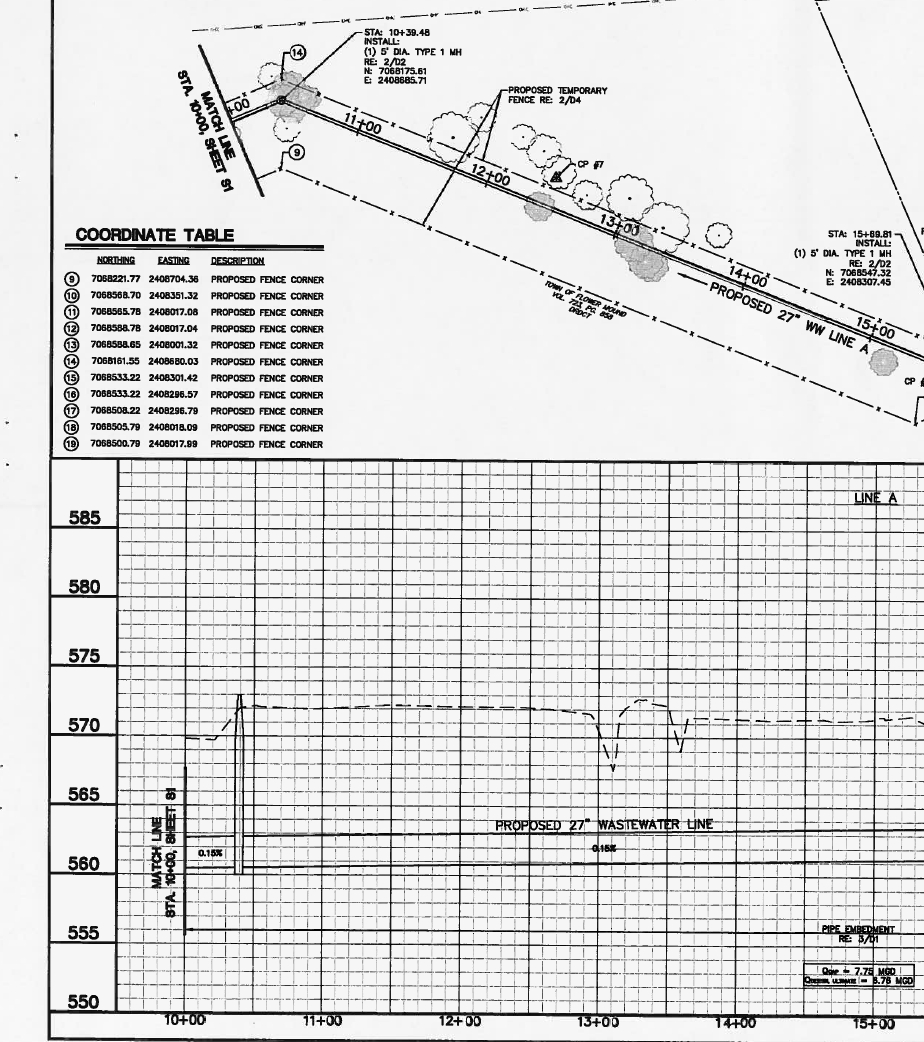 STA: 10+39.48
INSTALL:
(1) 5' DIA. TYPE 1 MH
RE: 2/D2
N: 7068175.61
E: 2408685.71
14
MATCH LINE
STA. 10+00, SHEET S1
+00
11+00
PROPOSED TEMPORARY
FENCE RE: 2/D4
9
12+00
CP #7
13+00
STA: 15+69.81
INSTALL:
(1) 5' DIA. TYPE 1 MH
RE: 2/D2
N: 7068547.32
E: 2408307.45
14+00
PROPOSED 27" WW LINE A
15+00
TOWN OF FLOWER MOUND
VOL. 723, PG. 958
DRDCT
CP #
COORDINATE TABLE
NORTHING EASTING DESCRIPTION
9 7068221.77 2408704.36 PROPOSED FENCE CORNER
10 7068568.70 2408351.32 PROPOSED FENCE CORNER
11 7068565.78 2408017.08 PROPOSED FENCE CORNER
12 7068588.78 2408017.04 PROPOSED FENCE CORNER
13 7068588.65 2408001.32 PROPOSED FENCE CORNER
14 7068161.55 2408680.03 PROPOSED FENCE CORNER
15 7068533.22 2408301.42 PROPOSED FENCE CORNER
16 7068533.22 2408296.57 PROPOSED FENCE CORNER
17 7068508.22 2408296.79 PROPOSED FENCE CORNER
18 7068505.79 2408018.09 PROPOSED FENCE CORNER
19 7068500.79 2408017.99 PROPOSED FENCE CORNER
LINE A
585
580
575
570
565
560
555
550
MATCH LINE
STA. 10+00, SHEET S1
0.15%
PROPOSED 27" WASTEWATER LINE
0.15%
PIPE EMBEDMENT
RE: 3/D1
QCAP = 7.75 MGD
QDESIGN, ULTIMATE = 5.76 MGD
10+00 11+00 12+00 13+00 14+00 15+00